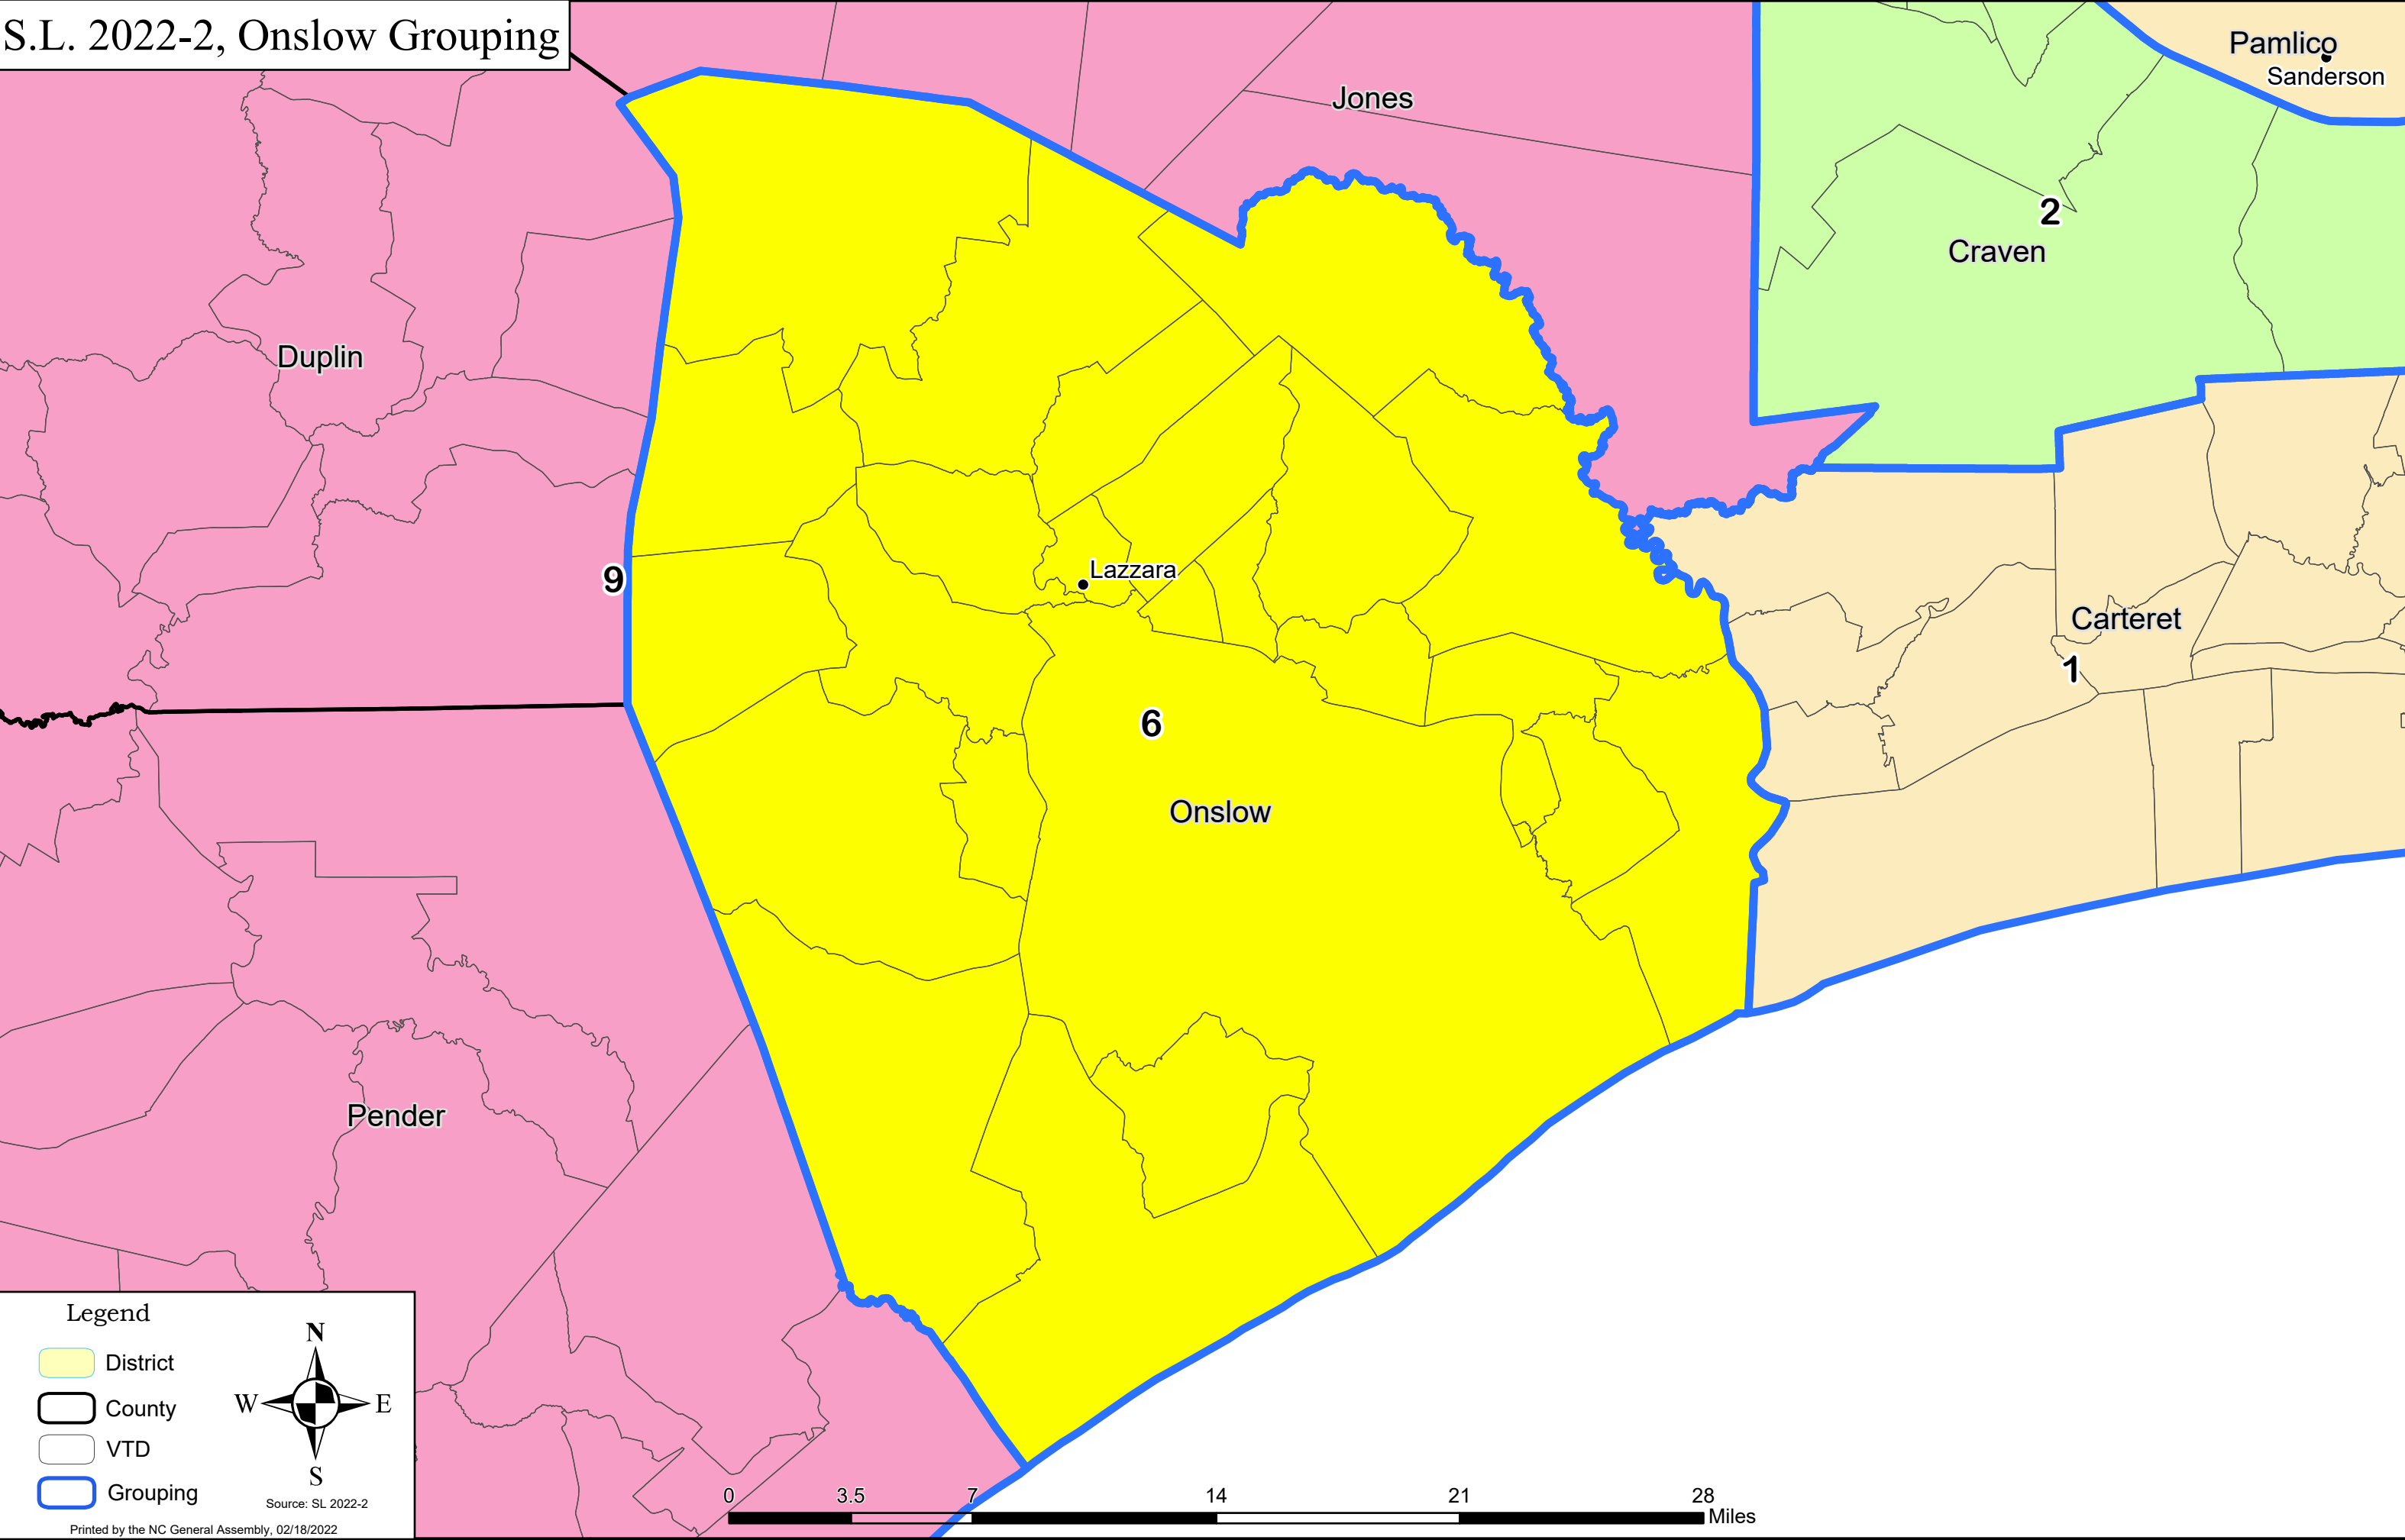 S.L. 2022-2, Onslow Grouping
Pamlico
Sanderson
Jones
2
Craven
Duplin
9
Lazzara
Carteret
1
6
Onslow
Pender
Legend
District
County
VTD
Grouping
N
W
E
S
Source: SL 2022-2
Printed by the NC General Assembly, 02/18/2022
0 3.5 7 14 21 28
Miles